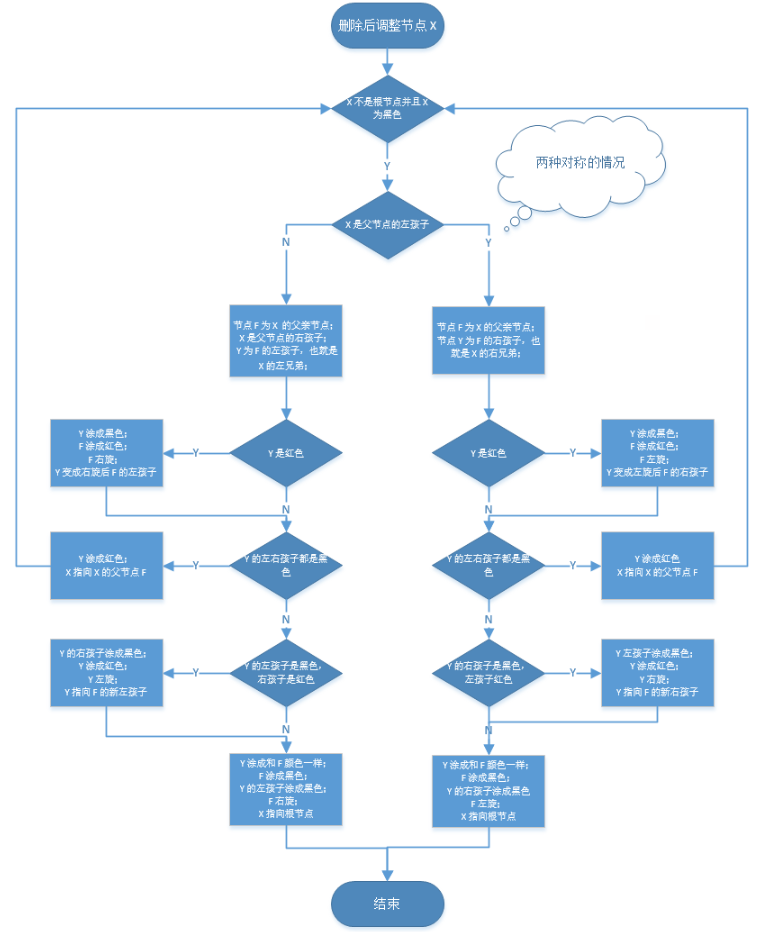 删除后调整节点 X
X 不是根节点并且 X
为黑色
两种对称的情况
Y
X 是父节点的左孩子
N
Y
节点 F 为 X 的父亲节点；
X 是父节点的右孩子；
Y 为 F 的左孩子，也就是
X 的左兄弟；
节点 F 为 X 的父亲节点；
节点 Y 为 F 的右孩子，也
就是 X 的右兄弟；
Y 涂成黑色；
F 涂成红色；
F 右旋；
Y 变成右旋后 F 的左孩子
Y
Y 是红色
Y 是红色
Y
Y 涂成黑色；
F 涂成红色；
F 左旋；
Y 变成左旋后 F 的右孩子
N
N
Y 涂成红色；
X 指向 X 的父节点 F
Y
Y 的左右孩子都是黑
色
Y 的左右孩子都是黑
色
Y
Y 涂成红色
X 指向 X 的父节点 F
N
N
Y 的右孩子涂成黑色；
Y 涂成红色；
Y 左旋；
Y 指向 F 的新左孩子
Y
Y 的左孩子是黑色，
右孩子是红色
Y 的右孩子是黑色，
左孩子红色
Y
Y 左孩子涂成黑色；
Y 涂成红色；
Y 右旋；
Y 指向 F 的新右孩子
N
N
Y 涂成和 F 颜色一样；
F 涂成黑色；
Y 的左孩子涂成黑色；
F 右旋；
X 指向根节点
Y 涂成和 F 颜色一样；
F 涂成黑色；
Y 的右孩子涂成黑色
F 左旋；
X 指向根节点
结束